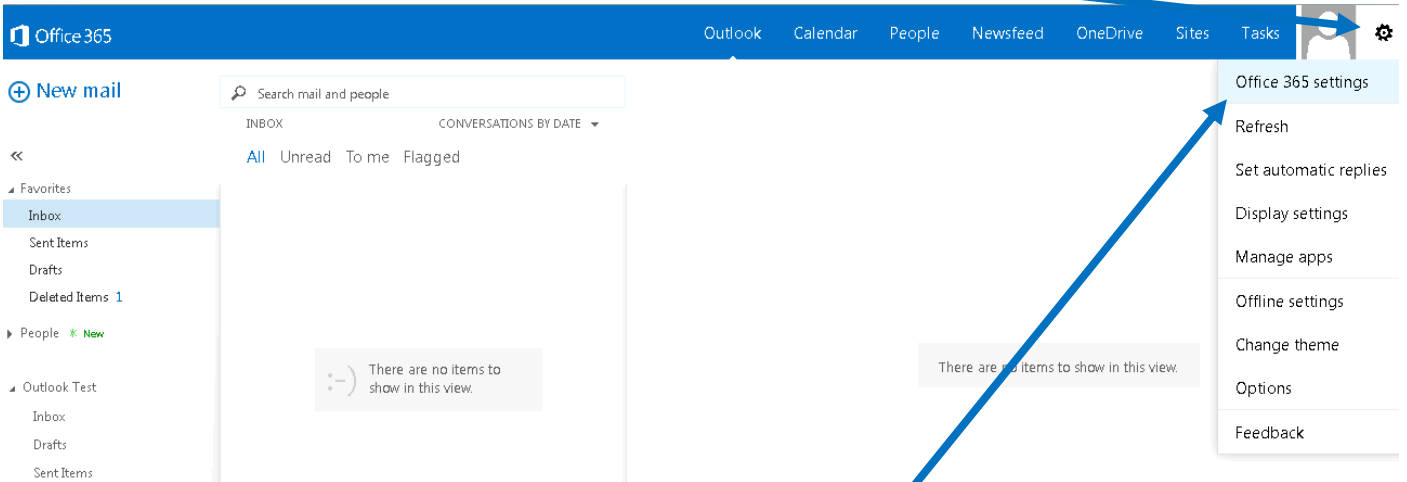 Office 365
Outlook Calendar People Newsfeed OneDrive Sites Tasks
New mail
Search mail and people
INBOX CONVERSATIONS BY DATE
All Unread To me Flagged
Favorites
Inbox
Sent Items
Drafts
Deleted Items 1
People New
Outlook Test
Inbox
Drafts
Sent Items
:-) There are no items to
show in this view.
There are no items to show in this view.
Office 365 settings
Refresh
Set automatic replies
Display settings
Manage apps
Offline settings
Change theme
Options
Feedback